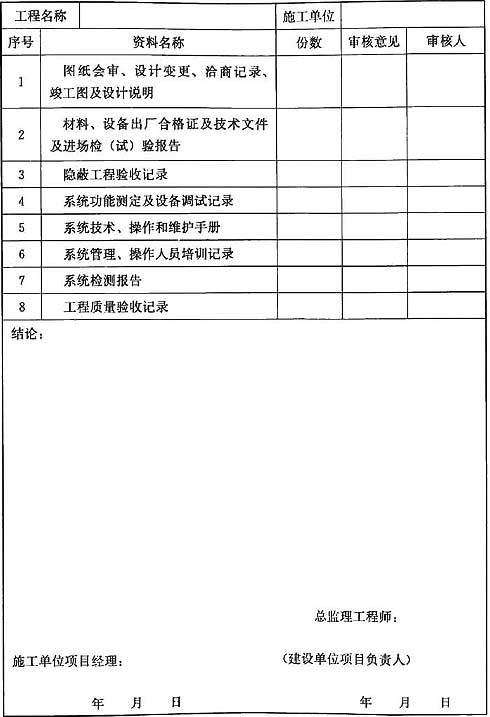 工程名称 施工单位
序号 资料名称 份数 审核意见 审核人
1 图纸会审、设计变更、洽商记录、
竣工图及设计说明
2 材料、设备出厂合格证及技术文件
及进场检（试）验报告
3 隐蔽工程验收记录
4 系统功能测定及设备调试记录
5 系统技术、操作和维护手册
6 系统管理、操作人员培训记录
7 系统检测报告
8 工程质量验收记录
结论：
总监理工程师：
施工单位项目经理： （建设单位项目负责人）
年 月 日 年 月 日